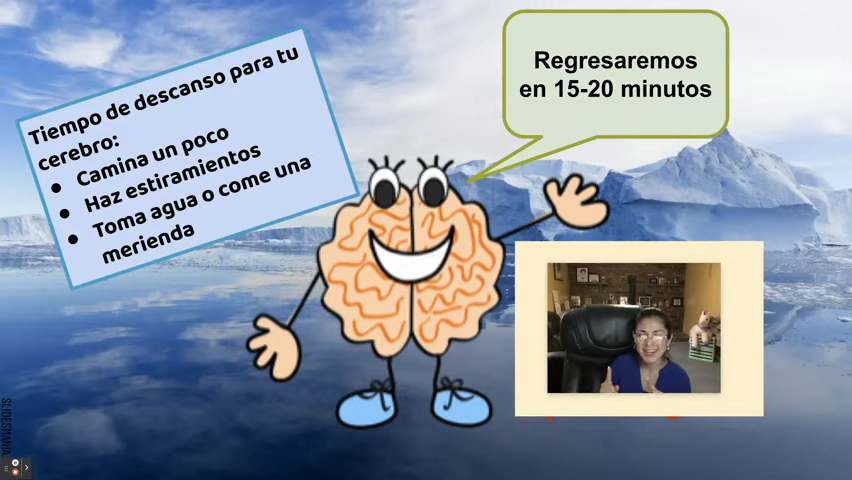 Tiempo de descanso para tu
cerebro:
● Camina un poco
● Haz estiramientos
● Toma agua o come una
merienda
Regresaremos
en 15-20 minutos
SLIDESMANIA